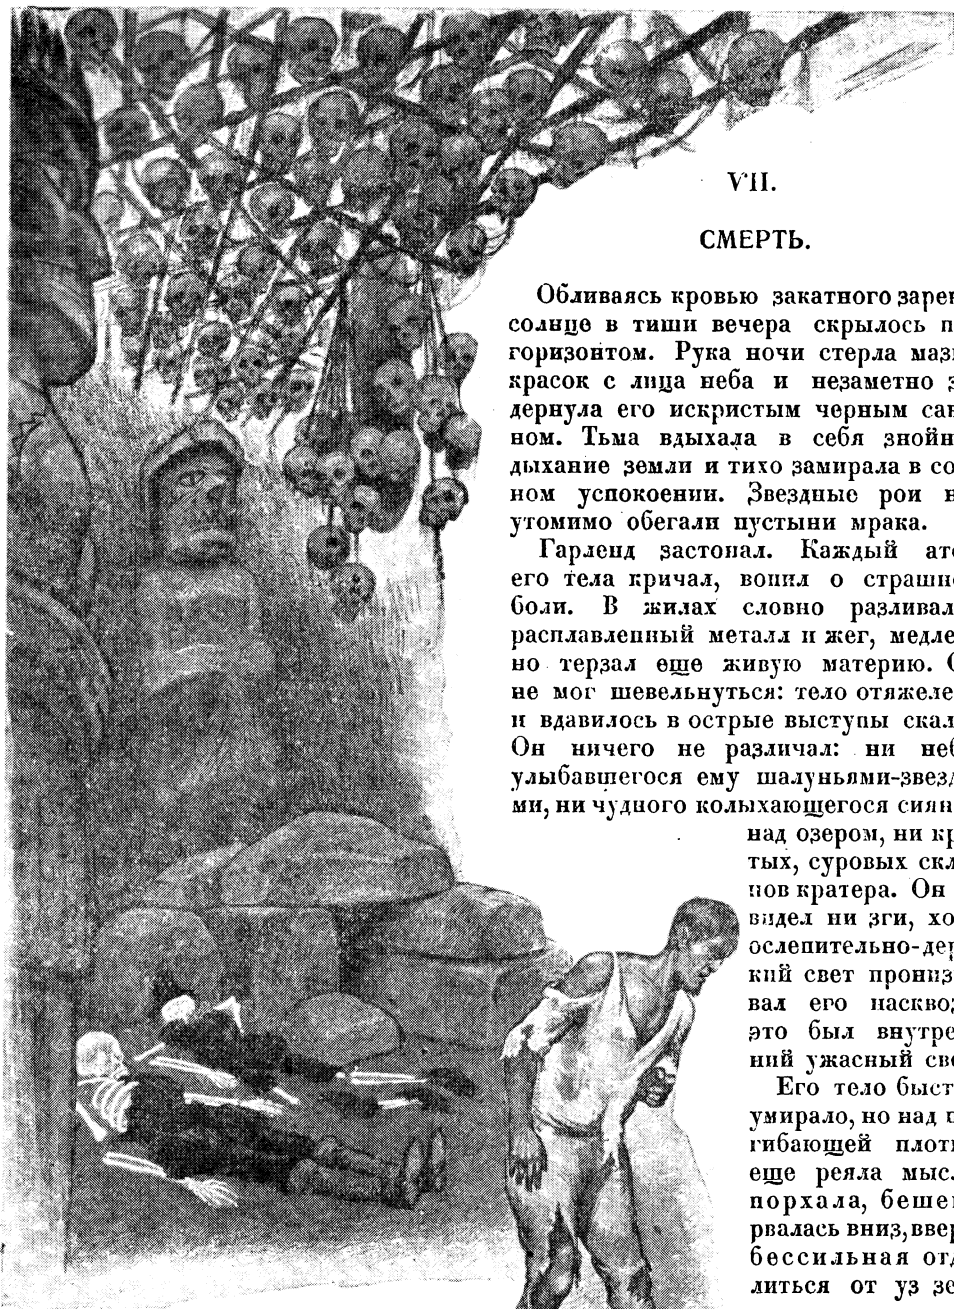 VII.
СМЕРТЬ.
Обливаясь кровью закатного зарев
солнце в тиши вечера скрылось п
горизонтом. Рука ночи стерла маз
красок с лица неба и незаметно з
дернула его искристым черным сав
ном. Тьма вдыхала в себя знойн
дыхание земли и тихо замирала в со
ном успокоении. Звездные рои н
утомимо обегали пустыни мрака.
Гарленд застонал. Каждый ато
его тела кричал, вопил о страшно
боли. В жилах словно разливал
расплавленный металл и жег, медле
но терзал еще живую материю. О
не мог шевельнуться: тело отяжеле
и вдавилось в острые выступы скал
Он ничего не различал: ни неб
улыбавшегося ему шалуньями-звезд
ми, ни чудного колыхающегося сиян
над озером, ни кр
тых, суровых скл
нов кратера. Он
видел ни зги, хо
ослепительно-дер
кий свет прониз
вал его насквоз
это был внутре
ний ужасный све
Его тело быст
умирало, но над п
гибающей плоть
еще реяла мысл
порхала, бешен
рвалась вниз, ввер
бессильная отд
литься от уз зе